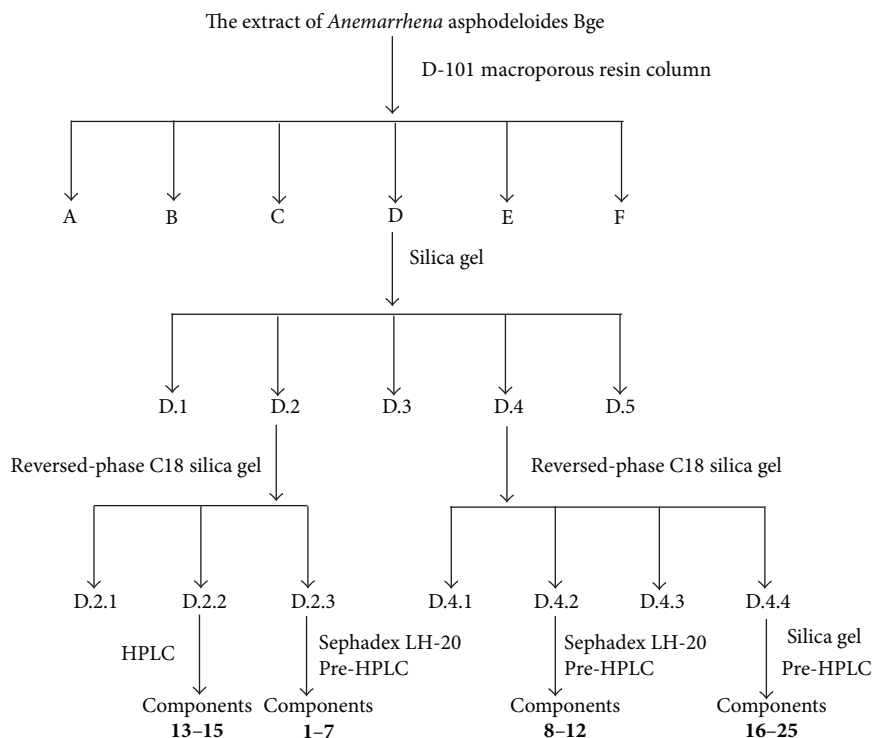 The extract of Anemarrhena asphodeloides Bge
D-101 macroporous resin column
A B C D E F
Silica gel
D.1 D.2 D.3 D.4 D.5
Reversed-phase C18 silica gel Reversed-phase C18 silica gel
D.2.1 D.2.2 D.2.3 D.4.1 D.4.2 D.4.3 D.4.4
HPLC
Sephadex LH-20
Pre-HPLC
Sephadex LH-20
Pre-HPLC
Silica gel
Pre-HPLC
Components
13–15
Components
1–7
Components
8–12
Components
16–25